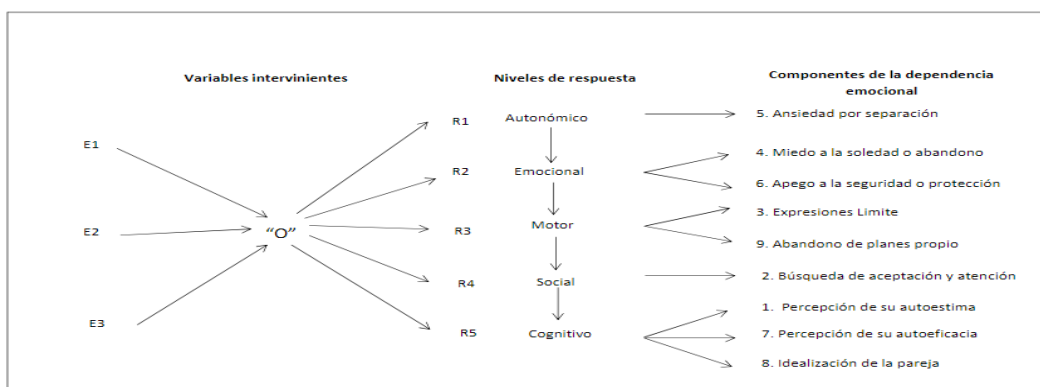 Variables intervinientes
Niveles de respuesta
Componentes de la dependencia
emocional
E1
E2
E3
“O”
R1 Autonómico
R2 Emocional
R3 Motor
R4 Social
R5 Cognitivo
5. Ansiedad por separación
4. Miedo a la soledad o abandono
6. Apego a la seguridad o protección
3. Expresiones Limite
9. Abandono de planes propio
2. Búsqueda de aceptación y atención
1. Percepción de su autoestima
7. Percepción de su autoeficacia
8. Idealización de la pareja